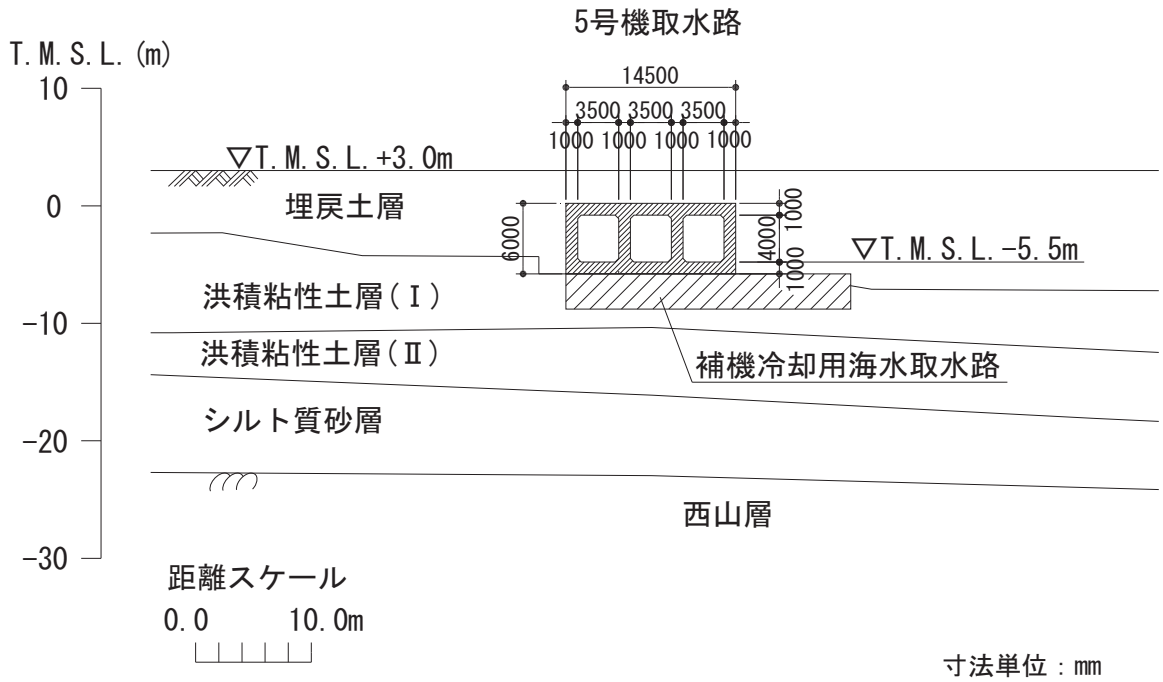 5号機取水路
T.M.S.L.(m)
10
0
-10
-20
-30
14500
3500 3500 3500
1000 1000 1000 1000
▽T.M.S.L.+3.0m
埋戻土層
6000
1000
4000
1000
▽T.M.S.L.-5.5m
洪積粘性土層(Ⅰ)
洪積粘性土層(Ⅱ)
補機冷却用海水取水路
シルト質砂層
西山層
距離スケール
0.0 10.0m
寸法単位：mm